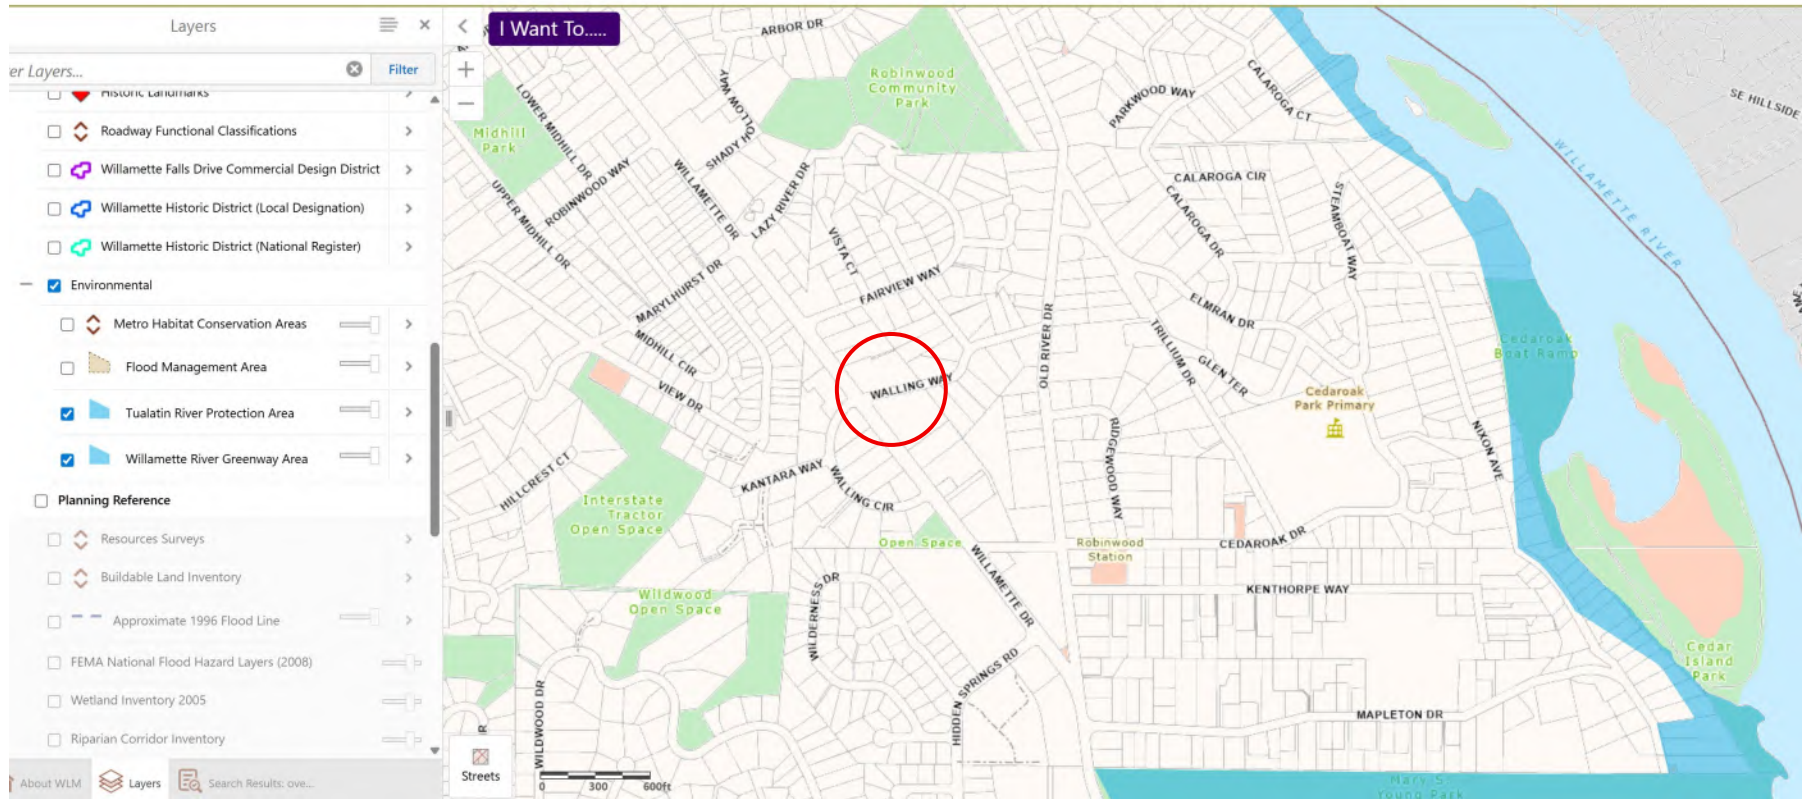 Layers
er Layers...
Filter
Historic Landmarks
Roadway Functional Classifications
Willamette Falls Drive Commercial Design District
Willamette Historic District (Local Designation)
Willamette Historic District (National Register)
Environmental
Metro Habitat Conservation Areas
Flood Management Area
Tualatin River Protection Area
Willamette River Greenway Area
Planning Reference
Resources Surveys
Buildable Land Inventory
Approximate 1996 Flood Line
FEMA National Flood Hazard Layers (2008)
Wetland Inventory 2005
Riparian Corridor Inventory
About WLM
Layers
Search Results: ove...
I Want To.....
Streets
0 300 600ft
ARBOR DR
Robinwood
Community
Park
Midhill
Park
LOWER MIDHILL DR
SHADY HOLLOW WAY
ROBINWOOD WAY
UPPER MIDHILL DR
WILLAMETTE DR
LAZY RIVER DR
VISTA CT
FAIRVIEW WAY
MARYLHURST DR
MIDHILL CIR
VIEW DR
WALLING WAY
OLD RIVER DR
PARKWOOD WAY
CALAROGA CT
CALAROGA CIR
CALAROGA DR
STEAMBOAT WAY
ELMRAN DR
TRILLIUM DR
GLEN TER
Cedaroak
Park Primary
NIXON AVE
Cedaroak
Boat Ramp
WILLAMETTE RIVER
SE HILLSIDE
HILLCREST CT
Interstate
Tractor
Open Space
KANTARA WAY
WALLING CIR
Open Space
RIDGEWOOD WAY
Robinwood
Station
CEDAROAK DR
KENTHORPE WAY
WILLAMETTE DR
Wildwood
Open Space
WILDERNESS DR
HIDDEN SPRINGS RD
WILDWOOD DR
R
MAPLETON DR
Cedar
Island
Park
Mary S.
Young Park